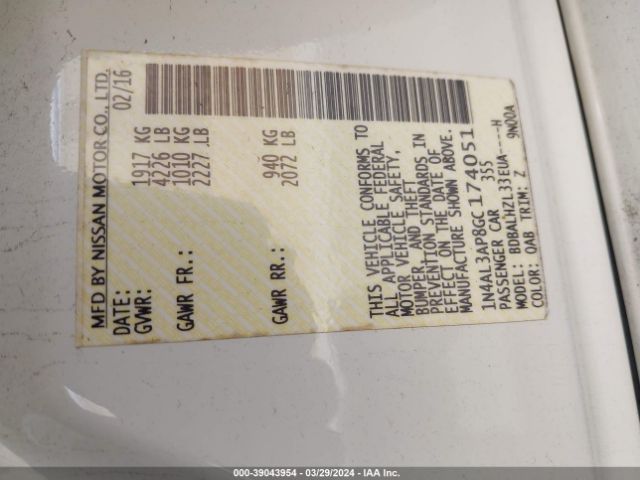 MFD BY NISSAN MOTOR CO., LTD.
DATE: 02/16
GVWR: 1917 KG
4226 LB
GAWR FR.: 1010 KG
2227 LB
GAWR RR.: 940 KG
2072 LB
THIS VEHICLE CONFORMS TO
ALL APPLICABLE FEDERAL
MOTOR VEHICLE SAFETY,
BUMPER, AND THEFT
PREVENTION STANDARDS IN
EFFECT ON THE DATE OF
MANUFACTURE SHOWN ABOVE.
1N4AL3AP8GC174051
PASSENGER CAR 355
MODEL: BDBALHZL33EUA----H
COLOR: QAB TRIM: Z 9N00A
0-39043954 - 03/29/2024 - IAA Inc.